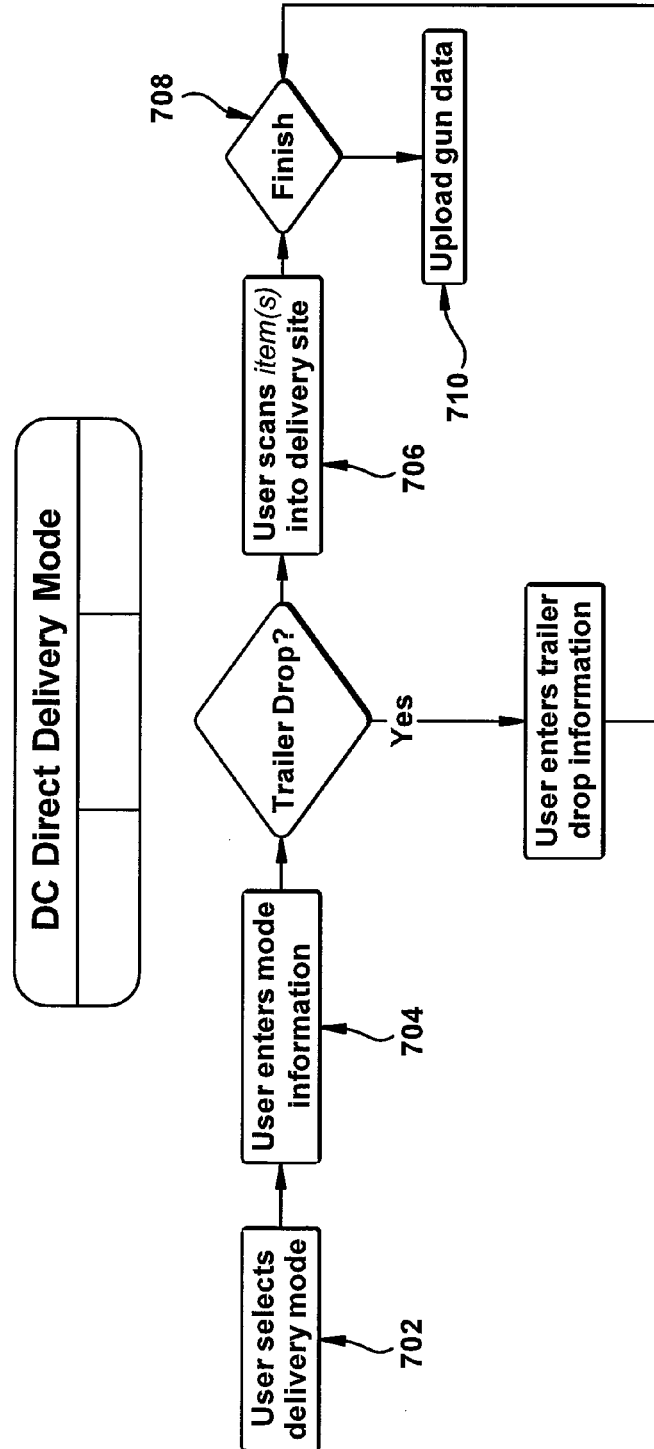 DC Direct Delivery Mode
User selects
delivery mode
702
User enters mode
information
704
Trailer Drop?
Yes
User enters trailer
drop information
User scans item(s)
into delivery site
706
Finish
708
Upload gun data
710